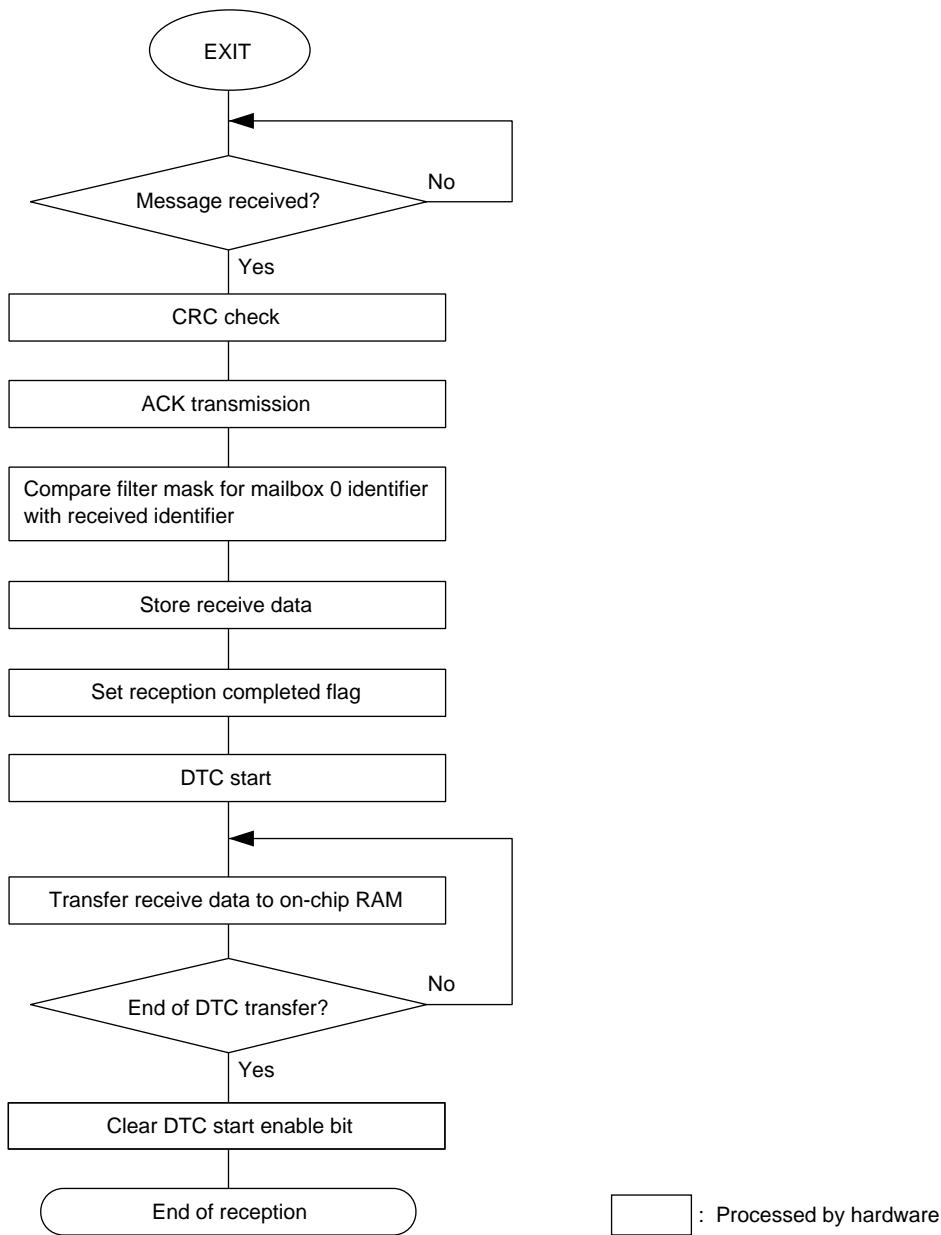 EXIT
No
Message received?
Yes
CRC check
ACK transmission
Compare filter mask for mailbox 0 identifier
with received identifier
Store receive data
Set reception completed flag
DTC start
Transfer receive data to on-chip RAM
No
End of DTC transfer?
Yes
Clear DTC start enable bit
End of reception
: Processed by hardware